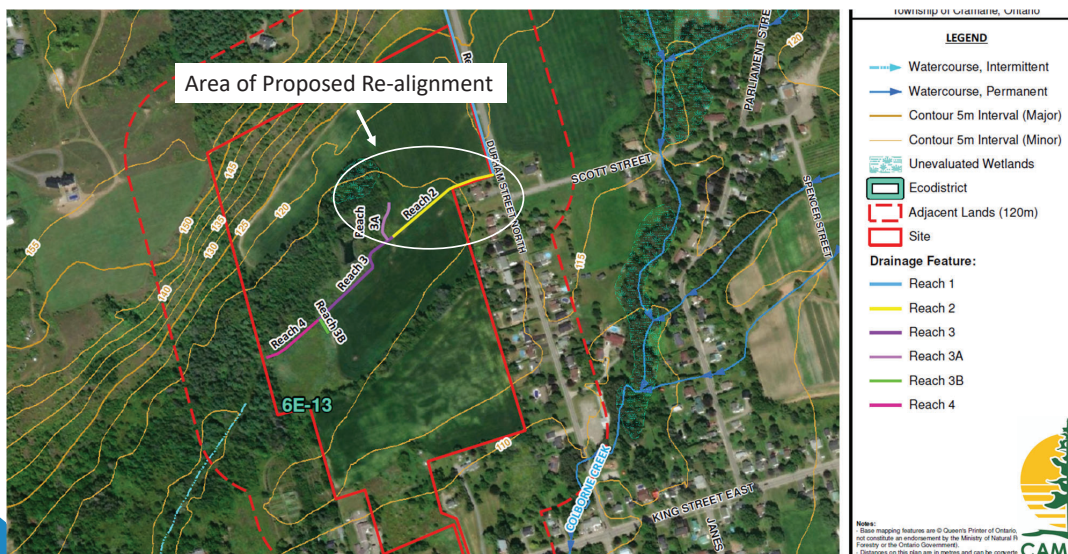 Area of Proposed Re-alignment
Reach 2
Reach
3A
Reach 3
Reach 3B
Reach 4
6E-13
DURHAM STREET NORTH
SCOTT STREET
PARLIAMENT STRE
SPENCER STREET
KING STREET EAST
JANES
COLBORNE CREEK
155
150
145
135
130
125
120
140
115
110
120
Township of Cramahe, Ontario
LEGEND
Watercourse, Intermittent
Watercourse, Permanent
Contour 5m Interval (Major)
Contour 5m Interval (Minor)
Unevaluated Wetlands
Ecodistrict
Adjacent Lands (120m)
Site
Drainage Feature:
Reach 1
Reach 2
Reach 3
Reach 3A
Reach 3B
Reach 4
Notes:
- Base mapping features are © Queen's Printer of Ontario,
not constitute an endorsement by the Ministry of Natural R
Forestry or the Ontario Government).
- Distances on this plan are in metres and can be converte
CAM